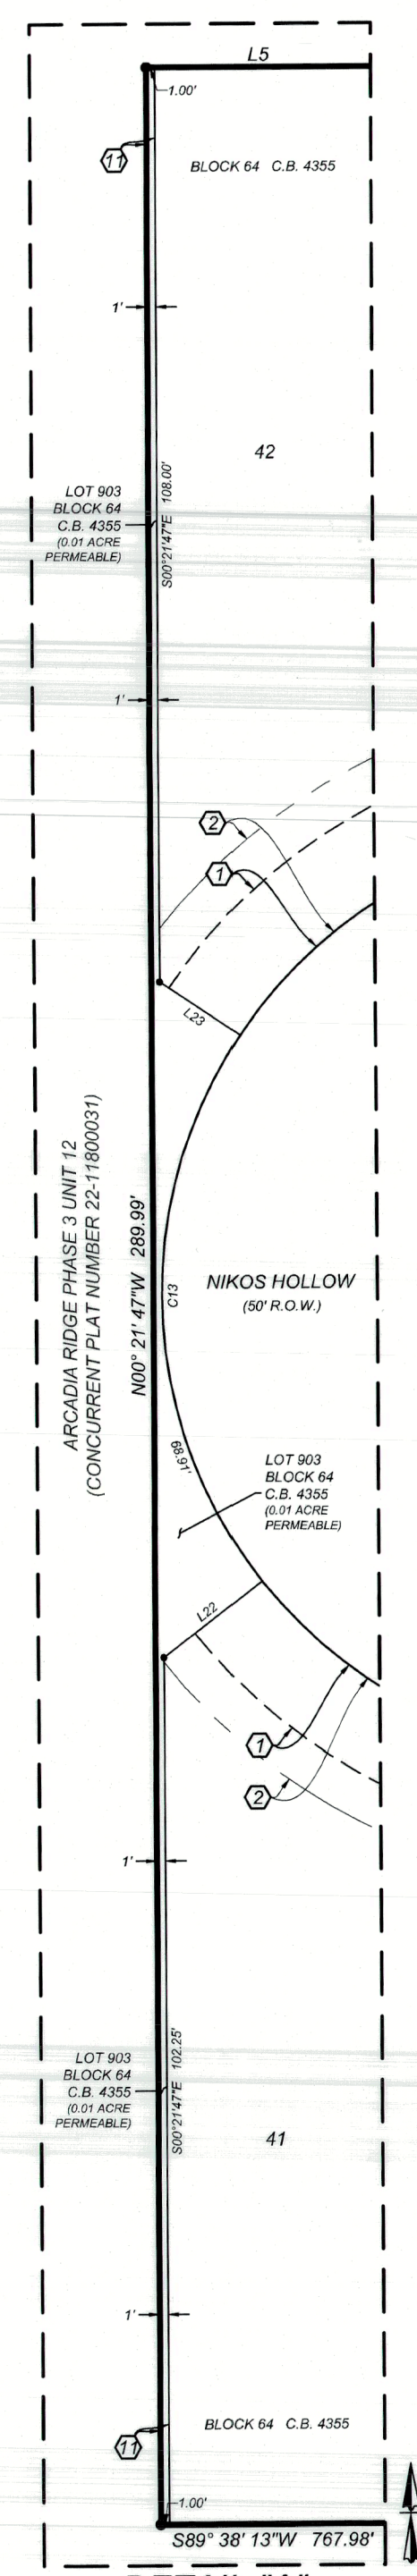 L5
1.00'
11
BLOCK 64 C.B. 4355
1'
42
LOT 903
BLOCK 64
C.B. 4355
(0.01 ACRE
PERMEABLE)
S00°21'47"E 108.00'
1'
2
1
L23
ARCADIA RIDGE PHASE 3 UNIT 12
(CONCURRENT PLAT NUMBER 22-11800031)
N00° 21' 47"W 289.99'
C13
NIKOS HOLLOW
(50' R.O.W.)
68.91'
LOT 903
BLOCK 64
C.B. 4355
(0.01 ACRE
PERMEABLE)
L22
1
2
1'
LOT 903
BLOCK 64
C.B. 4355
(0.01 ACRE
PERMEABLE)
S00°21'47"E 102.25'
41
1'
11
BLOCK 64 C.B. 4355
1.00'
S89° 38' 13"W 767.98'